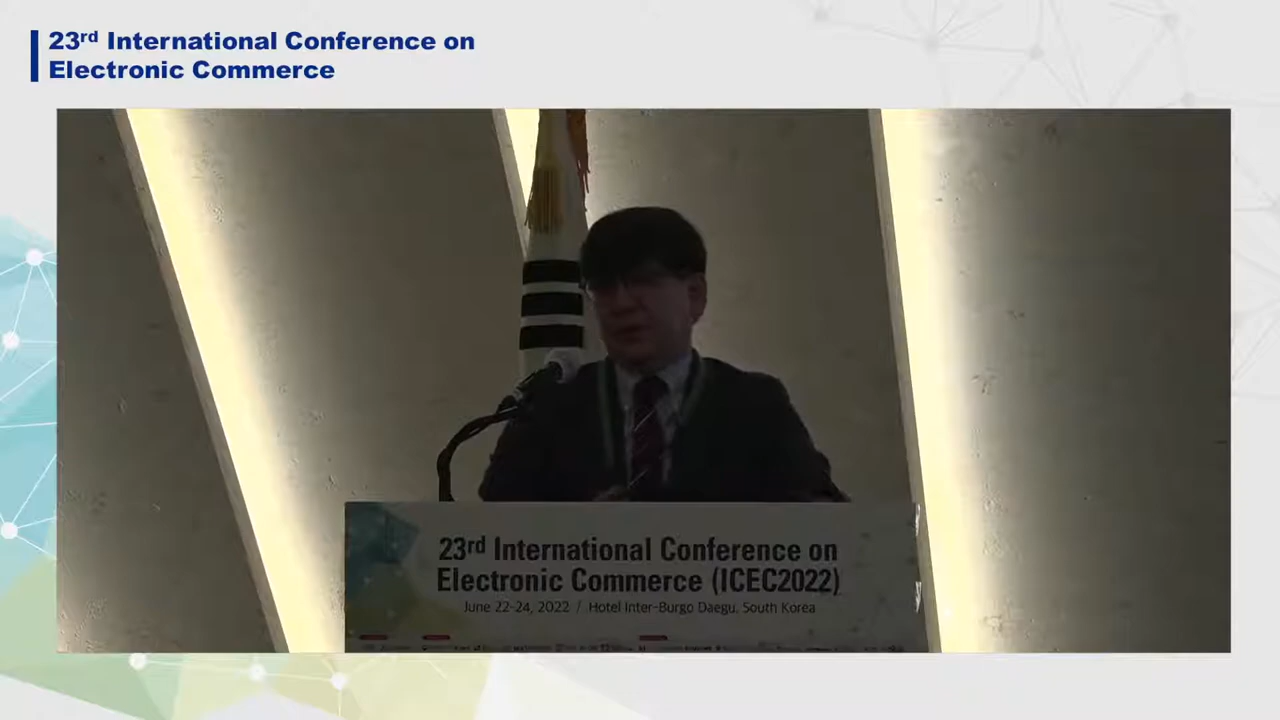 23rd International Conference on
Electronic Commerce
23rd International Conference on
Electronic Commerce (ICEC2022)
June 22-24, 2022 / Hotel Inter-Burgo Daegu, South Korea